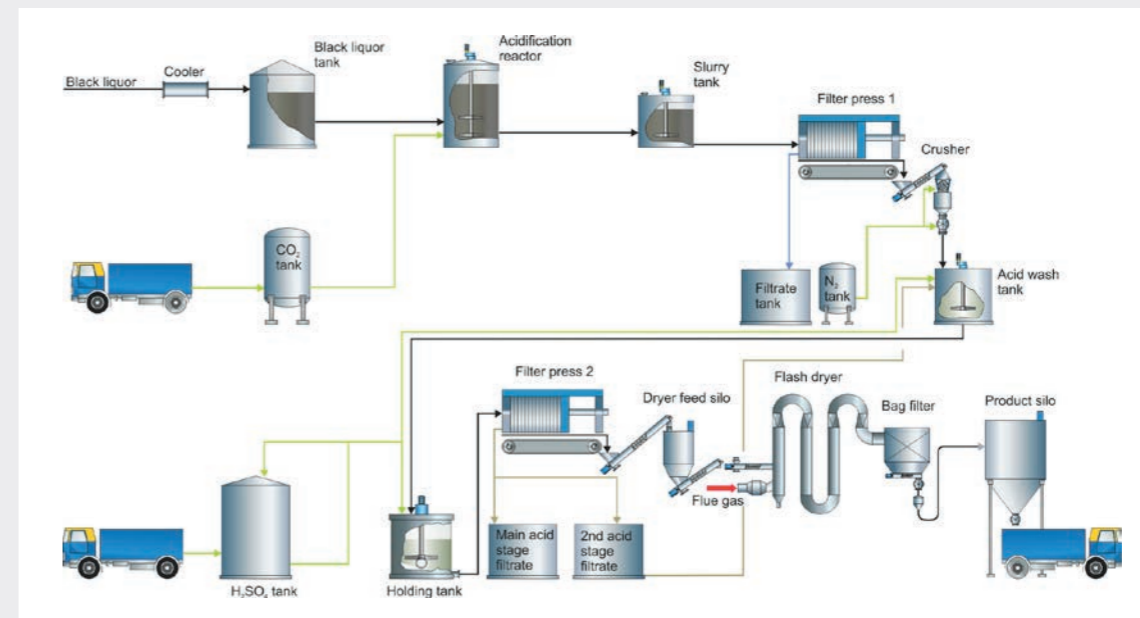 Black liquor
Cooler
Black liquor
tank
Acidification
reactor
Slurry
tank
Filter press 1
Crusher
CO₂
tank
Filtrate
tank
N₂
tank
Acid wash
tank
Filter press 2
Dryer feed silo
Flash dryer
Bag filter
Product silo
Flue gas
Main acid
stage
filtrate
2nd acid
stage
filtrate
H₂SO₄ tank
Holding tank